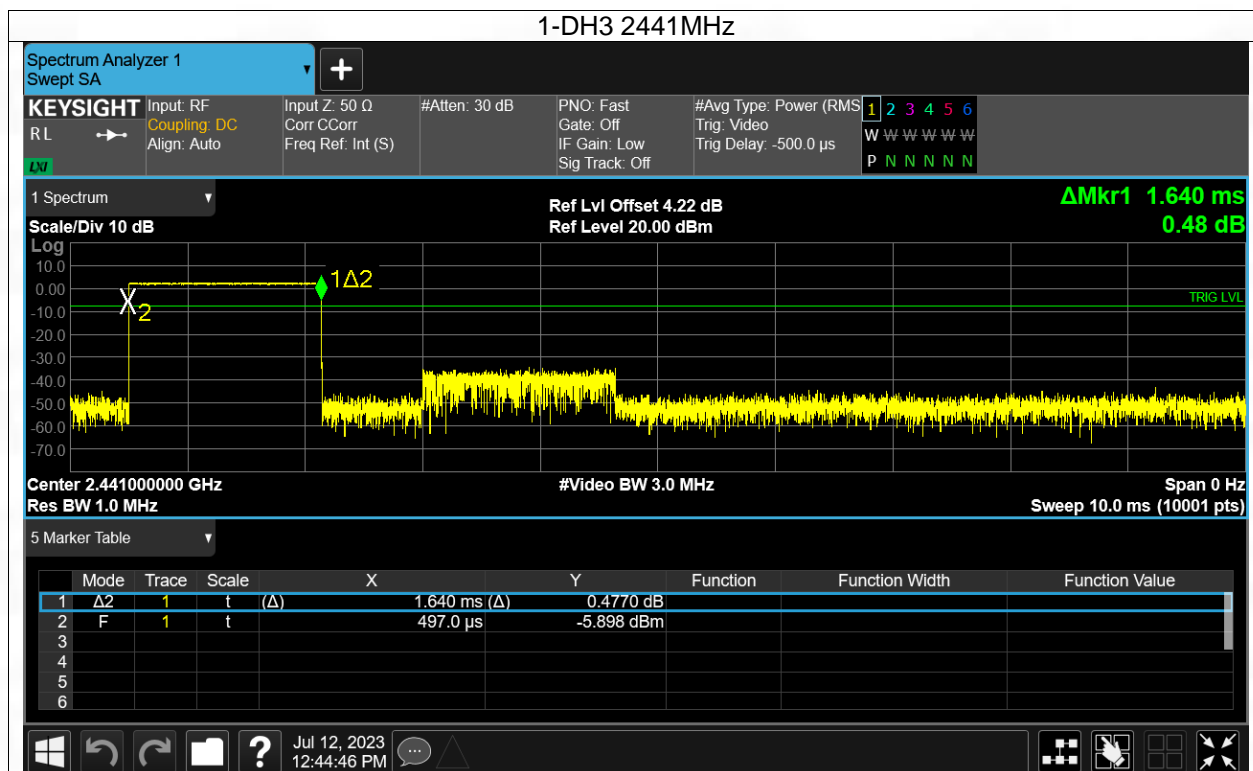 1-DH3 2441MHz
Spectrum Analyzer 1
Swept SA
+
KEYSIGHT
RL
LXI
Input: RF
Coupling: DC
Align: Auto
Input Z: 50 Ω
Corr CCorr
Freq Ref: Int (S)
#Atten: 30 dB
PNO: Fast
Gate: Off
IF Gain: Low
Sig Track: Off
#Avg Type: Power (RMS
Trig: Video
Trig Delay: -500.0 µs
1 2 3 4 5 6
W W W W W W
P N N N N N
1 Spectrum
Scale/Div 10 dB
Ref Lvl Offset 4.22 dB
Ref Level 20.00 dBm
ΔMkr1 1.640 ms
0.48 dB
Log
10.0
0.00
-10.0
-20.0
-30.0
-40.0
-50.0
-60.0
-70.0
1Δ2
X2
TRIG LVL
Center 2.441000000 GHz
#Video BW 3.0 MHz
Span 0 Hz
Res BW 1.0 MHz
Sweep 10.0 ms (10001 pts)
5 Marker Table
Mode Trace Scale X Y Function Function Width Function Value
1 Δ2 1 t (Δ) 1.640 ms (Δ) 0.4770 dB
2 F 1 t 497.0 µs -5.898 dBm
3
4
5
6
?
Jul 12, 2023
12:44:46 PM